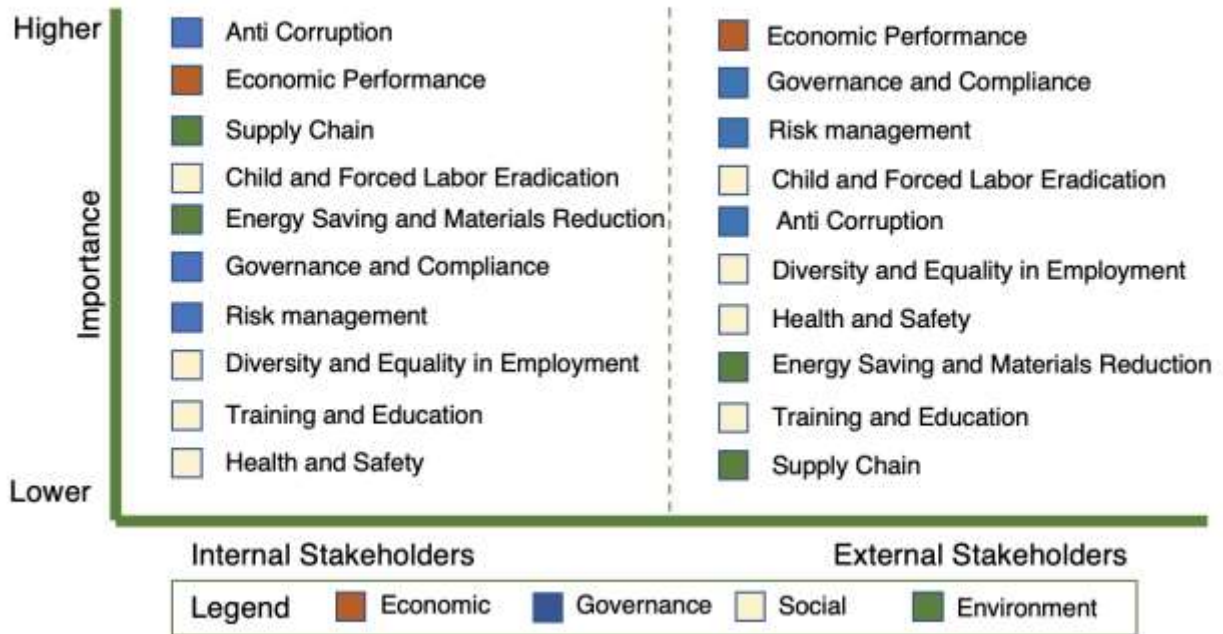 Higher
Importance
Lower
Anti Corruption
Economic Performance
Supply Chain
Child and Forced Labor Eradication
Energy Saving and Materials Reduction
Governance and Compliance
Risk management
Diversity and Equality in Employment
Training and Education
Health and Safety
Economic Performance
Governance and Compliance
Risk management
Child and Forced Labor Eradication
Anti Corruption
Diversity and Equality in Employment
Health and Safety
Energy Saving and Materials Reduction
Training and Education
Supply Chain
Internal Stakeholders
External Stakeholders
Legend Economic Governance Social Environment